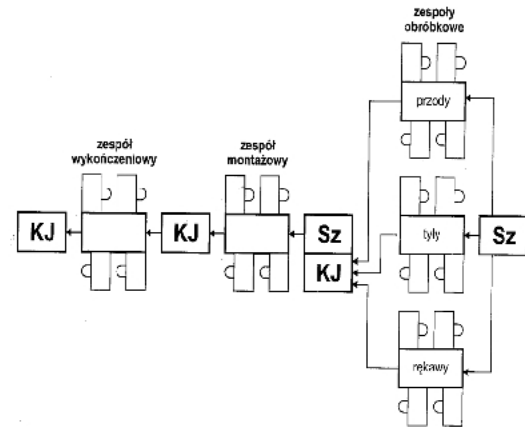 zespoły
obróbkowe
przody
zespół
wykończeniowy
zespół
montażowy
KJ
KJ
Sz
KJ
tyły
Sz
rękawy